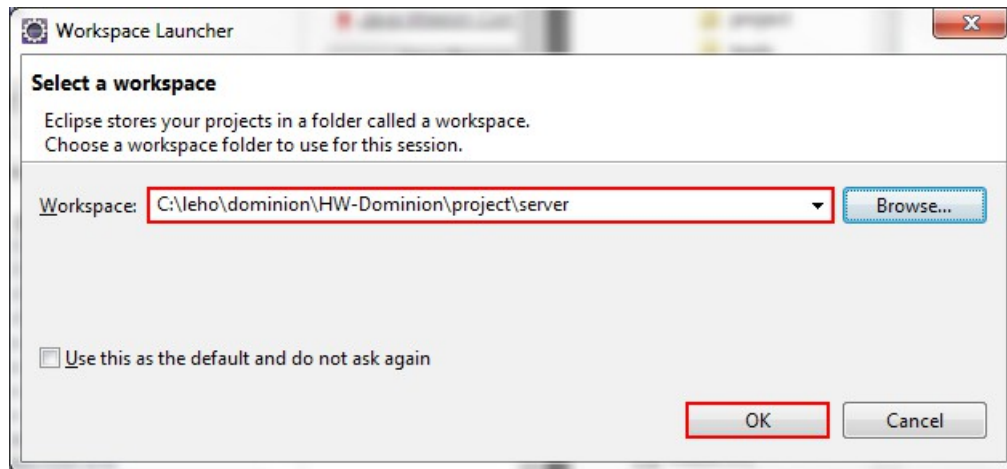 Workspace Launcher
Select a workspace
Eclipse stores your projects in a folder called a workspace.
Choose a workspace folder to use for this session.
Workspace: C:\leho\dominion\HW-Dominion\project\server Browse...
Use this as the default and do not ask again
OK Cancel